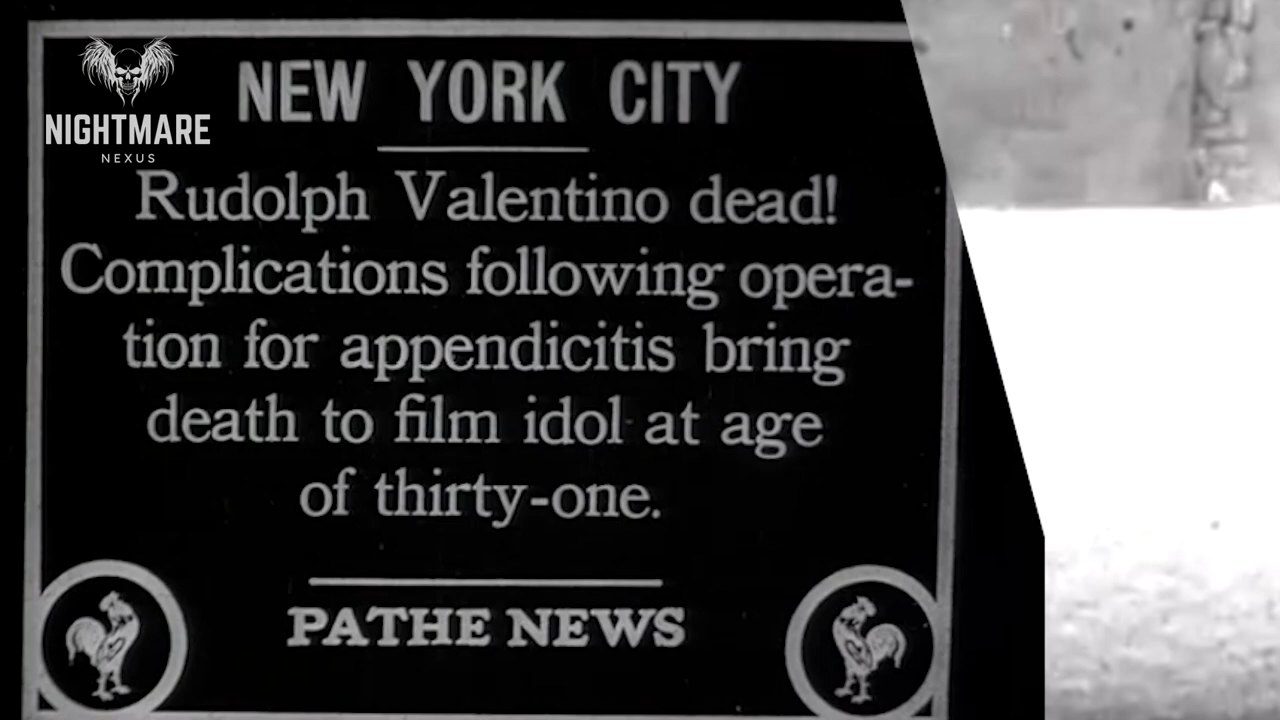 NIGHTMARE
NEXUS
NEW YORK CITY
Rudolph Valentino dead!
Complications following opera-
tion for appendicitis bring
death to film idol at age
of thirty-one.
PATHE NEWS